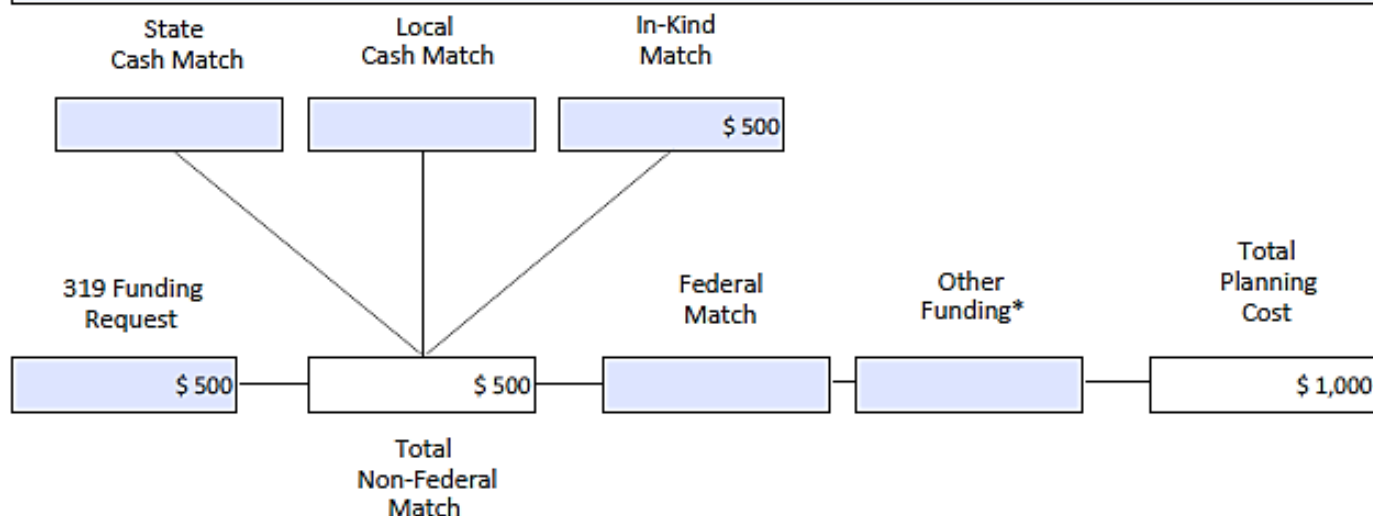 State
Cash Match
Local
Cash Match
In-Kind
Match
$ 500
319 Funding
Request
Federal
Match
Other
Funding*
Total
Planning
Cost
$ 500
$ 500
$ 1,000
Total
Non-Federal
Match